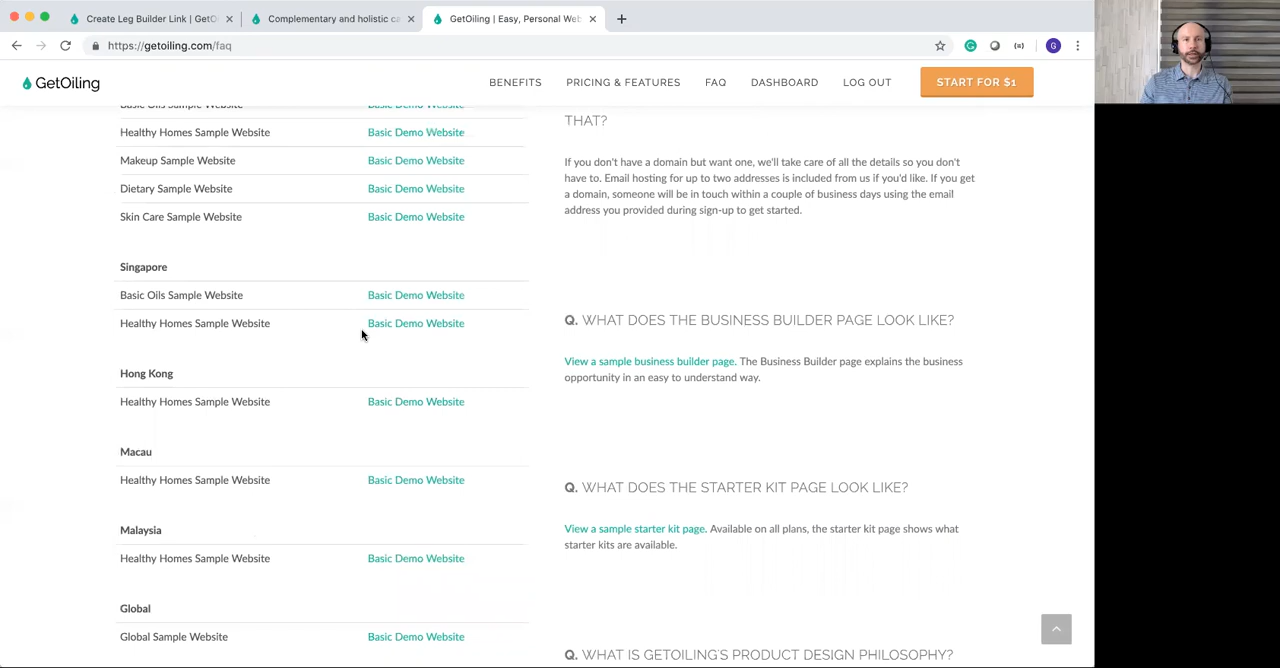 Create Leg Builder Link | GetO
Complementary and holistic ca
GetOiling | Easy, Personal Web
https://getoiling.com/faq
G
GetOiling
BENEFITS
PRICING & FEATURES
FAQ
DASHBOARD
LOG OUT
START FOR $1
Basic Oils Sample Website Basic Demo Website
Healthy Homes Sample Website Basic Demo Website
Makeup Sample Website Basic Demo Website
Dietary Sample Website Basic Demo Website
Skin Care Sample Website Basic Demo Website
Singapore
Basic Oils Sample Website Basic Demo Website
Healthy Homes Sample Website Basic Demo Website
Hong Kong
Healthy Homes Sample Website Basic Demo Website
Macau
Healthy Homes Sample Website Basic Demo Website
Malaysia
Healthy Homes Sample Website Basic Demo Website
Global
Global Sample Website Basic Demo Website
THAT?
If you don't have a domain but want one, we'll take care of all the details so you don't
have to. Email hosting for up to two addresses is included from us if you'd like. If you get
a domain, someone will be in touch within a couple of business days using the email
address you provided during sign-up to get started.
Q. WHAT DOES THE BUSINESS BUILDER PAGE LOOK LIKE?
View a sample business builder page. The Business Builder page explains the business
opportunity in an easy to understand way.
Q. WHAT DOES THE STARTER KIT PAGE LOOK LIKE?
View a sample starter kit page. Available on all plans, the starter kit page shows what
starter kits are available.
Q. WHAT IS GETOILING'S PRODUCT DESIGN PHILOSOPHY?